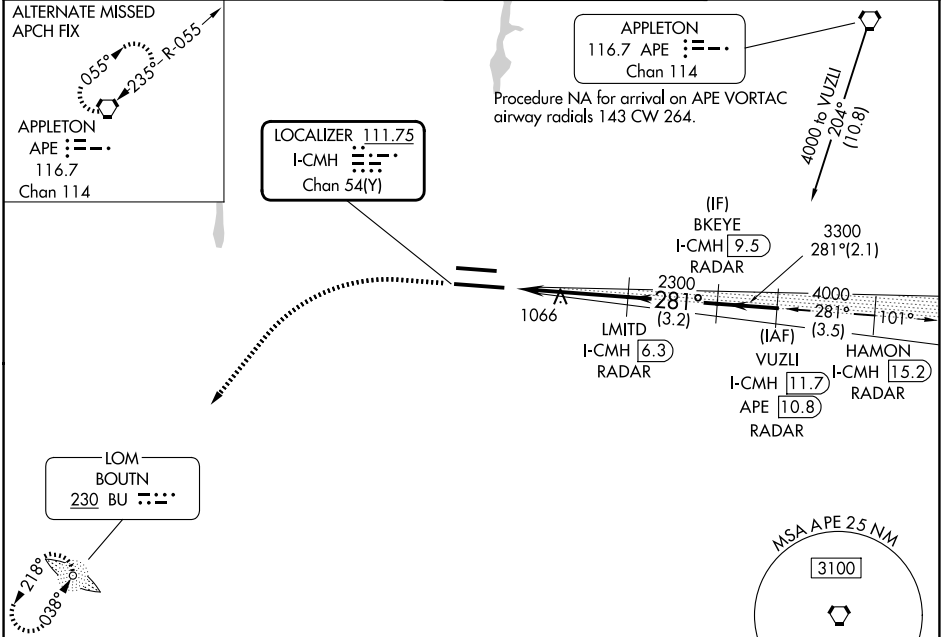 ALTERNATE MISSED
APCH FIX
055°
235°
R-055
APPLETON
APE
116.7
Chan 114
APPLETON
116.7 APE
Chan 114
Procedure NA for arrival on APE VORTAC
airway radials 143 CW 264.
4000 to VUZLI
204°
(10.8)
LOCALIZER 111.75
I-CMH
Chan 54(Y)
(IF)
BKEYE
I-CMH 9.5
RADAR
3300
281°(2.1)
2300
281°
(3.2)
4000
281°
(3.5)
101°
1066
LMITD
I-CMH 6.3
RADAR
(IAF)
VUZLI
I-CMH 11.7
APE 10.8
RADAR
HAMON
I-CMH 15.2
RADAR
LOM
BOUTN
230 BU
218°
038°
MSA APE 25 NM
3100